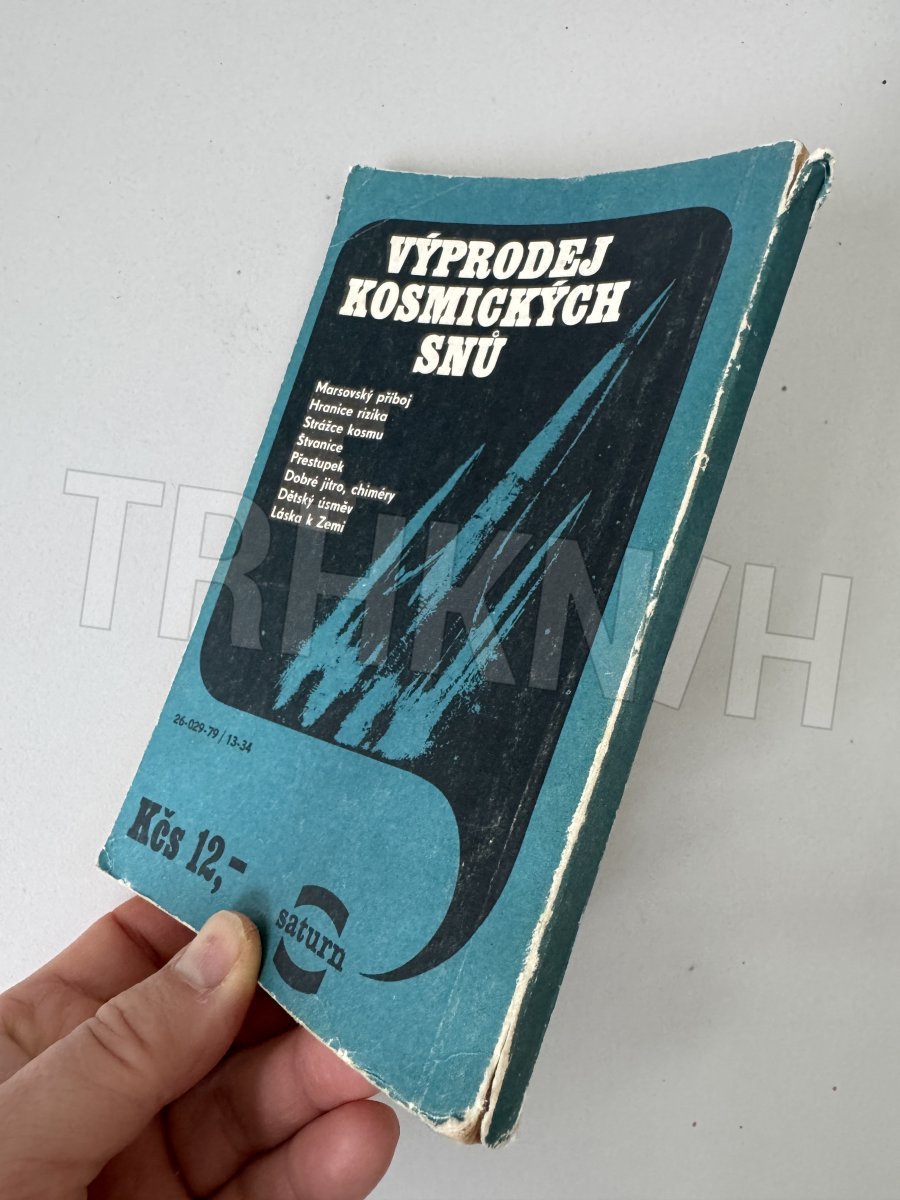 VÝPRODEJ
KOSMICKÝCH
SNŮ
Marsovský příboj
Hranice rizika
Strážce kosmu
Štvanice
Přestupek
Dobré jitro, chiméry
Dětský úsměv
Láska k Zemi
TRHKNIH
26-029-79 / 13-34
Kčs 12,-
saturn